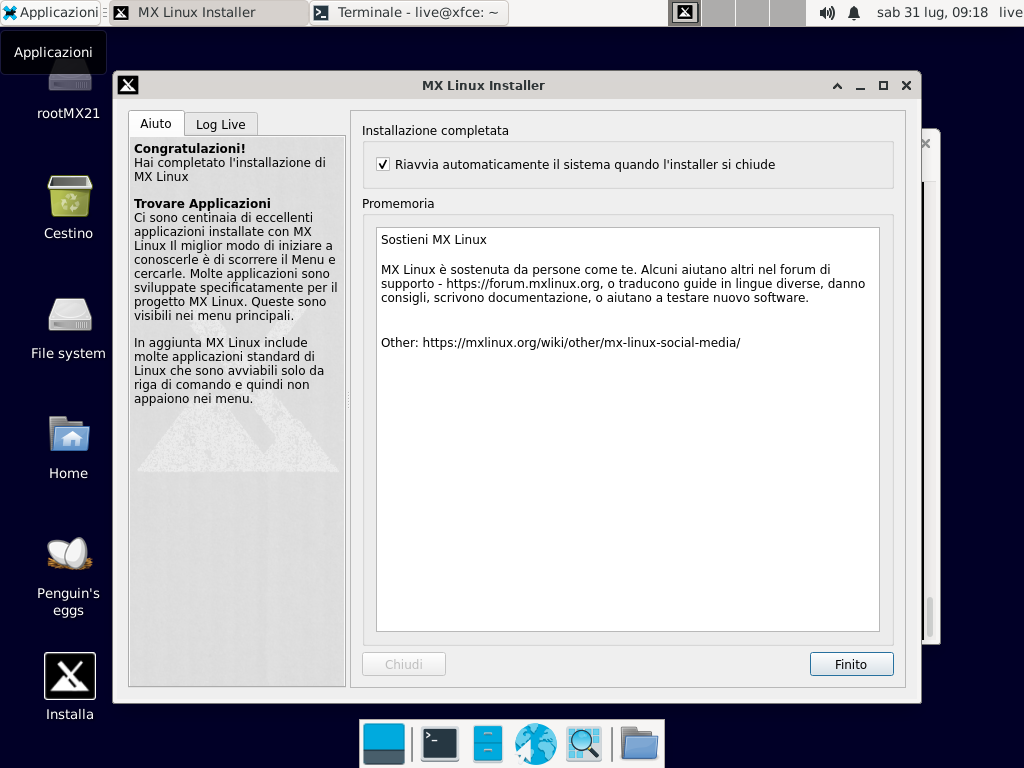 Applicazioni
MX Linux Installer
Terminale - live@xfce: ~
sab 31 lug, 09:18
live
Applicazioni
rootMX21
Cestino
File system
Home
Penguin's
eggs
Installa
MX Linux Installer
Aiuto
Log Live
Congratulazioni!
Hai completato l'installazione di
MX Linux
Trovare Applicazioni
Ci sono centinaia di eccellenti
applicazioni installate con MX
Linux Il miglior modo di iniziare a
conoscerle è di scorrere il Menu e
cercarle. Molte applicazioni sono
sviluppate specificatamente per il
progetto MX Linux. Queste sono
visibili nei menu principali.
In aggiunta MX Linux include
molte applicazioni standard di
Linux che sono avviabili solo da
riga di comando e quindi non
appaiono nei menu.
Installazione completata
Riavvia automaticamente il sistema quando l'installer si chiude
Promemoria
Sostieni MX Linux
MX Linux è sostenuta da persone come te. Alcuni aiutano altri nel forum di
supporto - https://forum.mxlinux.org, o traducono guide in lingue diverse, danno
consigli, scrivono documentazione, o aiutano a testare nuovo software.
Other: https://mxlinux.org/wiki/other/mx-linux-social-media/
Chiudi
Finito